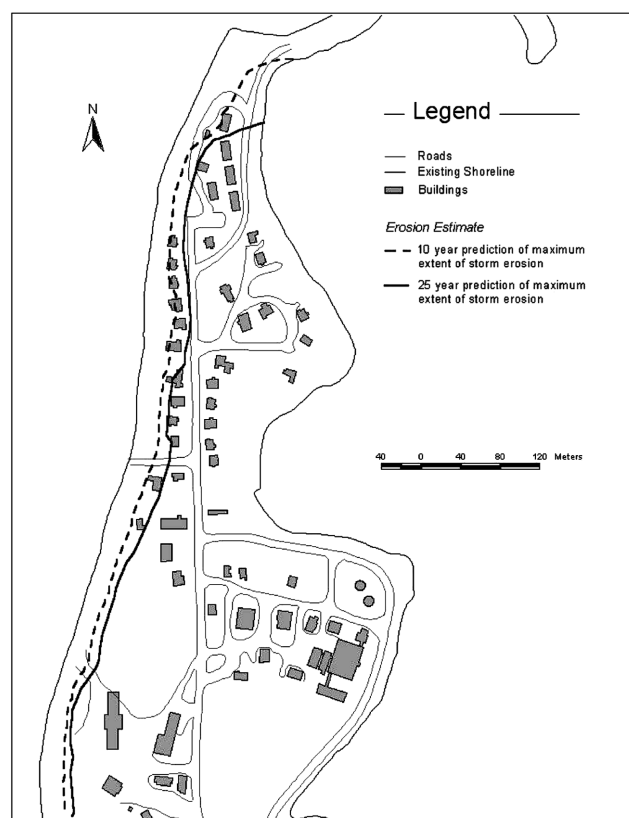 N
Legend
Roads
Existing Shoreline
Buildings
Erosion Estimate
10 year prediction of maximum
extent of storm erosion
25 year prediction of maximum
extent of storm erosion
40 0 40 80 120 Meters